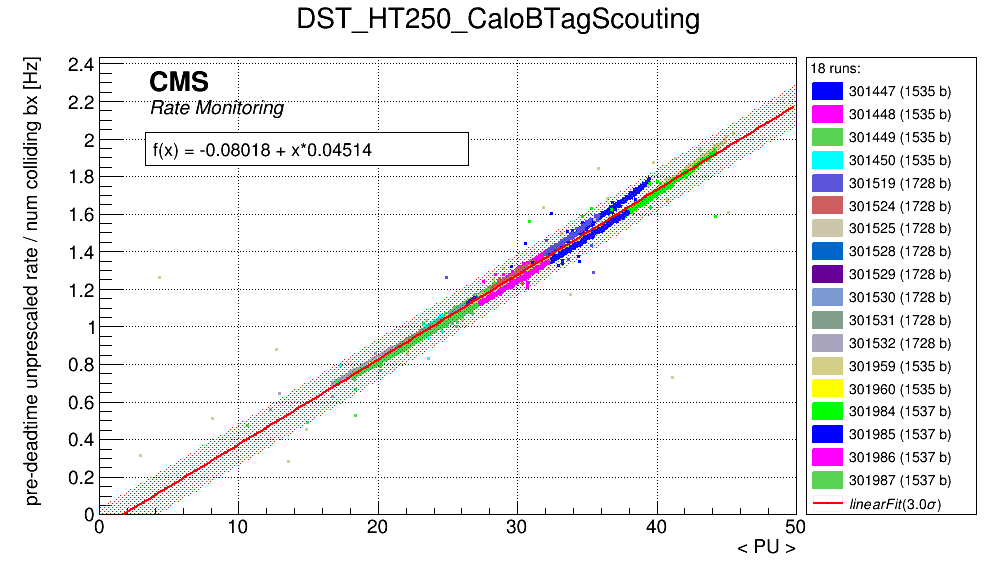 DST_HT250_CaloBTagScouting
pre-deadtime unprescaled rate / num colliding bx [Hz]
2.4
2.2
2
1.8
1.6
1.4
1.2
1
0.8
0.6
0.4
0.2
0
CMS
Rate Monitoring
f(x) = -0.08018 + x*0.04514
0 10 20 30 40 50
< PU >
18 runs:
301447 (1535 b)
301448 (1535 b)
301449 (1535 b)
301450 (1535 b)
301519 (1728 b)
301524 (1728 b)
301525 (1728 b)
301528 (1728 b)
301529 (1728 b)
301530 (1728 b)
301531 (1728 b)
301532 (1728 b)
301959 (1535 b)
301960 (1535 b)
301984 (1537 b)
301985 (1537 b)
301986 (1537 b)
301987 (1537 b)
linearFit(3.0σ)